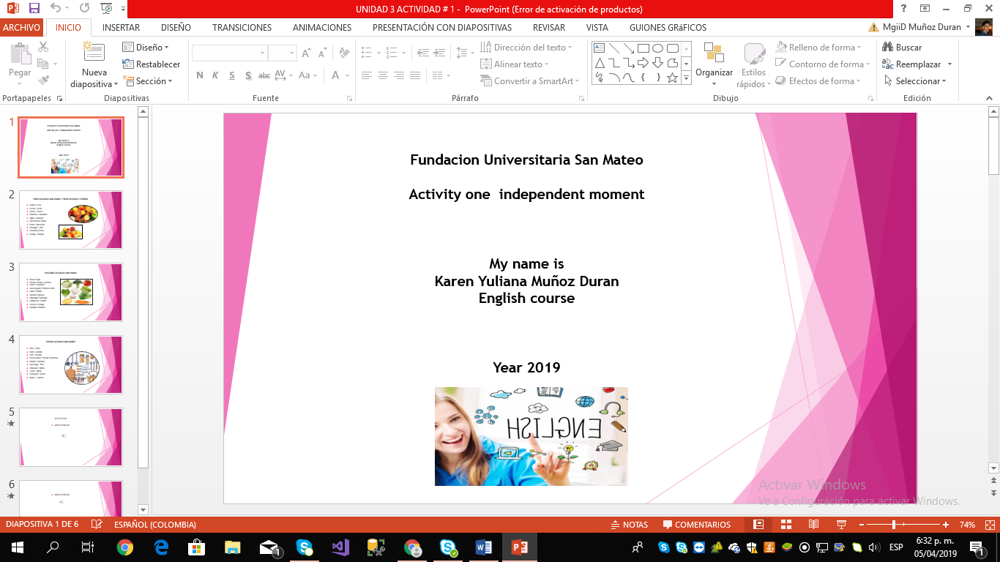 UNIDAD 3 ACTIVIDAD # 1 - PowerPoint (Error de activación de productos)
ARCHIVO INICIO INSERTAR DISEÑO TRANSICIONES ANIMACIONES PRESENTACIÓN CON DIAPOSITIVAS REVISAR VISTA GUIONES GRáFICOS MgiiD Muñoz Duran
Pegar
Nueva diapositiva
Diseño
Restablecer
Sección
N K S S abc AV Aa A
Dirección del texto
Alinear texto
Convertir a SmartArt
Organizar
Estilos rápidos
Relleno de forma
Contorno de forma
Efectos de forma
Buscar
Reemplazar
Seleccionar
Portapapeles Diapositivas Fuente Párrafo Dibujo Edición
1
2
3
4
5
6
Fundacion Universitaria San Mateo
Activity one independent moment
My name is
Karen Yuliana Muñoz Duran
English course
Year 2019
ENGLISH
Activar Windows
Ve a Configuración para activar Windows.
DIAPOSITIVA 1 DE 6 ESPAÑOL (COLOMBIA) NOTAS COMENTARIOS 74%
ESP
6:32 p. m.
05/04/2019